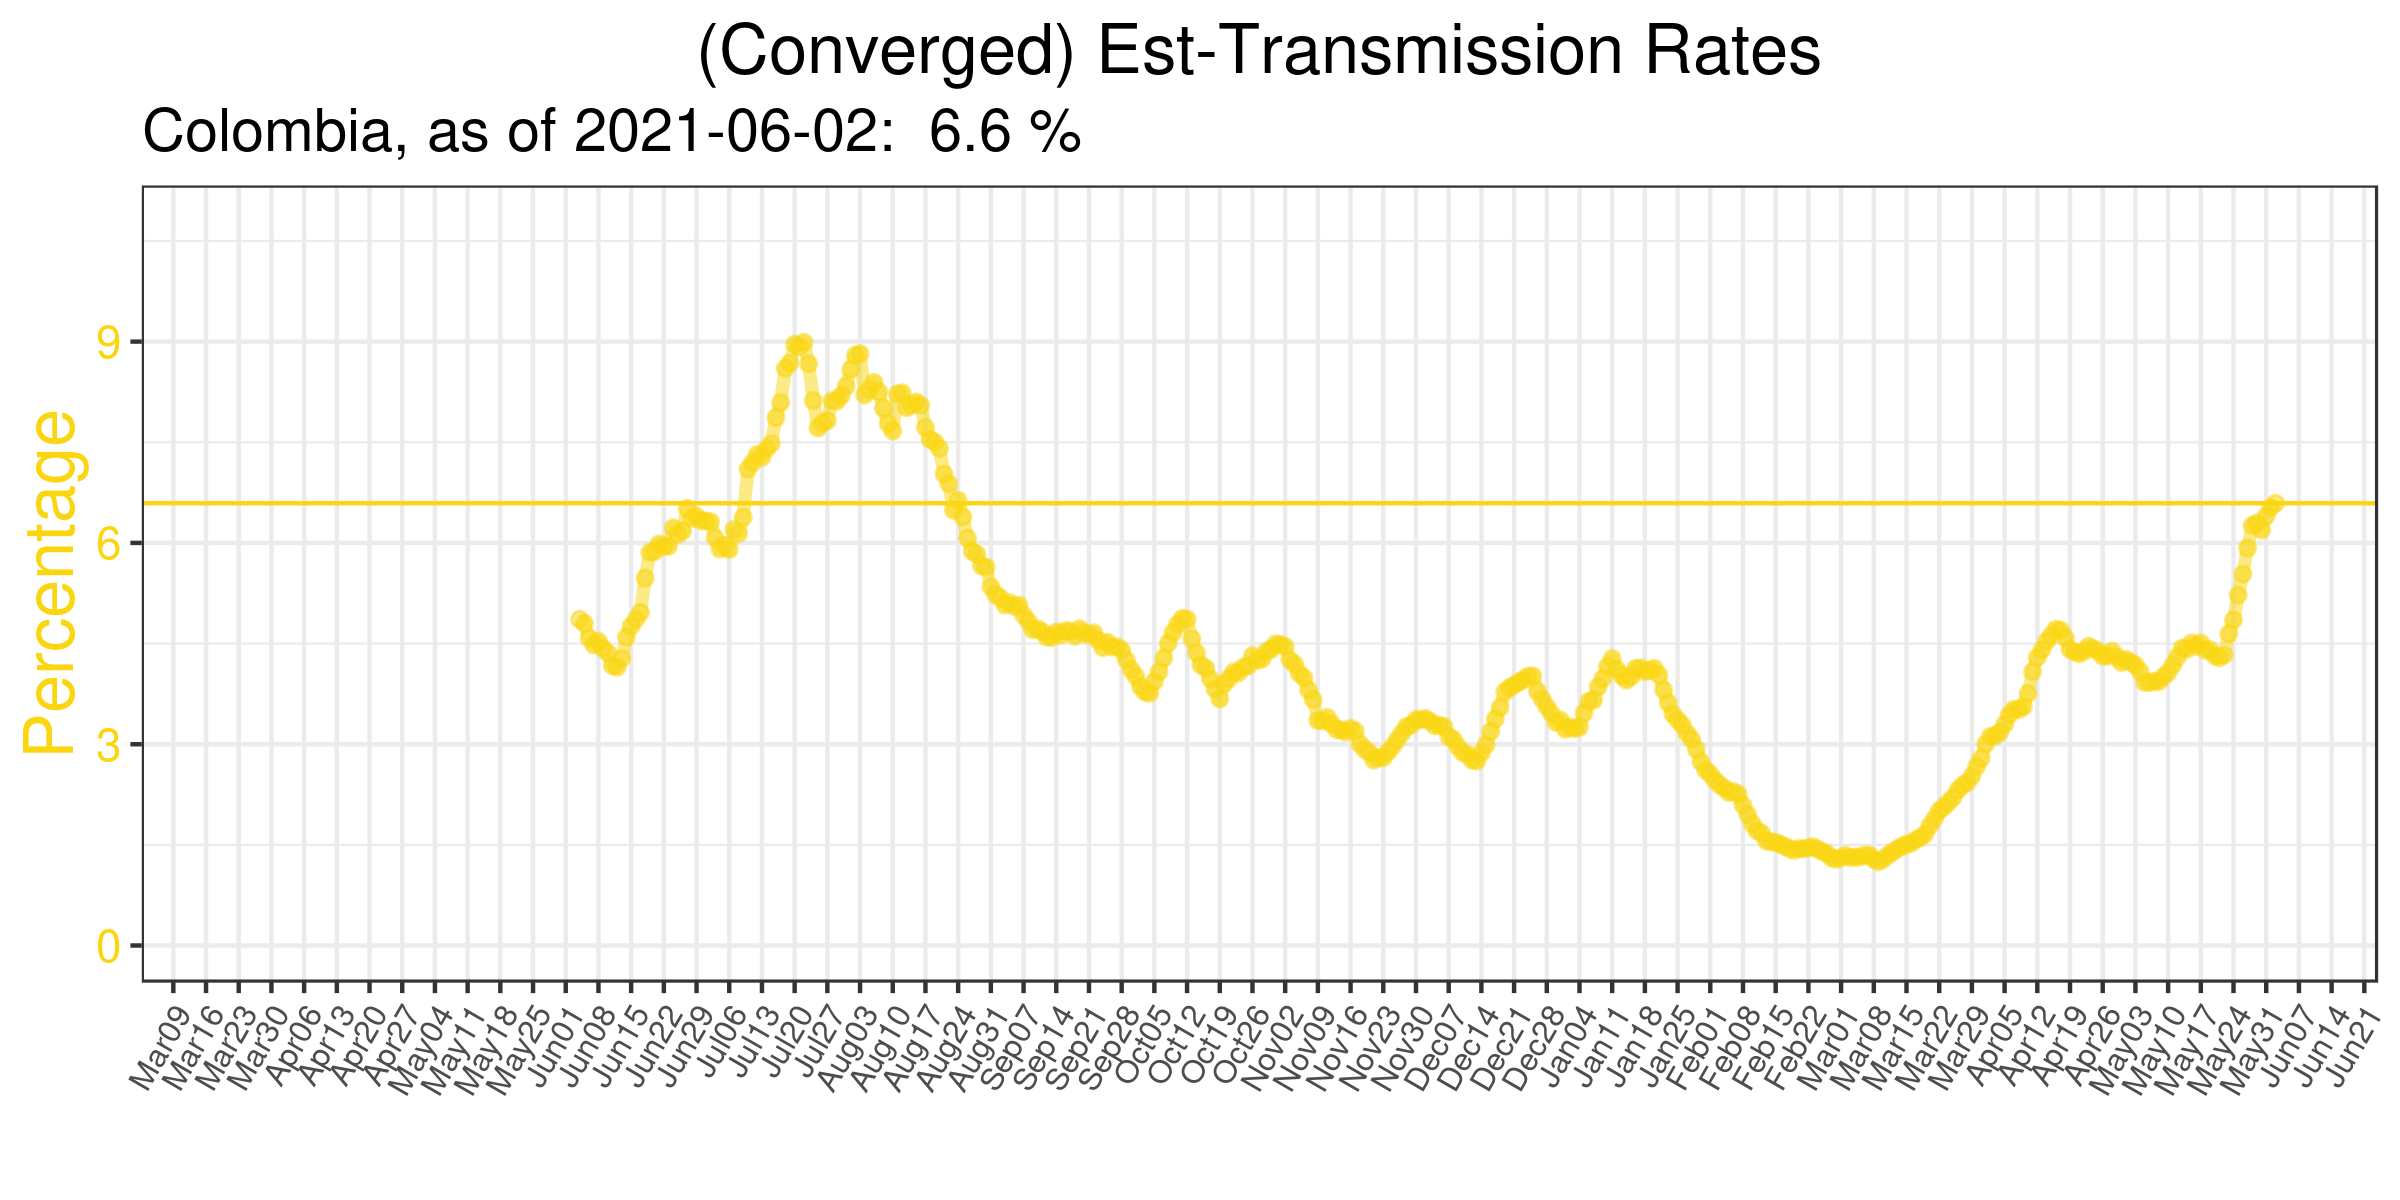 (Converged) Est-Transmission Rates
Colombia, as of 2021-06-02:  6.6 %
Percentage
9
6
3
0
Mar09
Mar16
Mar23
Mar30
Apr06
Apr13
Apr20
Apr27
May04
May11
May18
May25
Jun01
Jun08
Jun15
Jun22
Jun29
Jul06
Jul13
Jul20
Jul27
Aug03
Aug10
Aug17
Aug24
Aug31
Sep07
Sep14
Sep21
Sep28
Oct05
Oct12
Oct19
Oct26
Nov02
Nov09
Nov16
Nov23
Nov30
Dec07
Dec14
Dec21
Dec28
Jan04
Jan11
Jan18
Jan25
Feb01
Feb08
Feb15
Feb22
Mar01
Mar08
Mar15
Mar22
Mar29
Apr05
Apr12
Apr19
Apr26
May03
May10
May17
May24
May31
Jun07
Jun14
Jun21